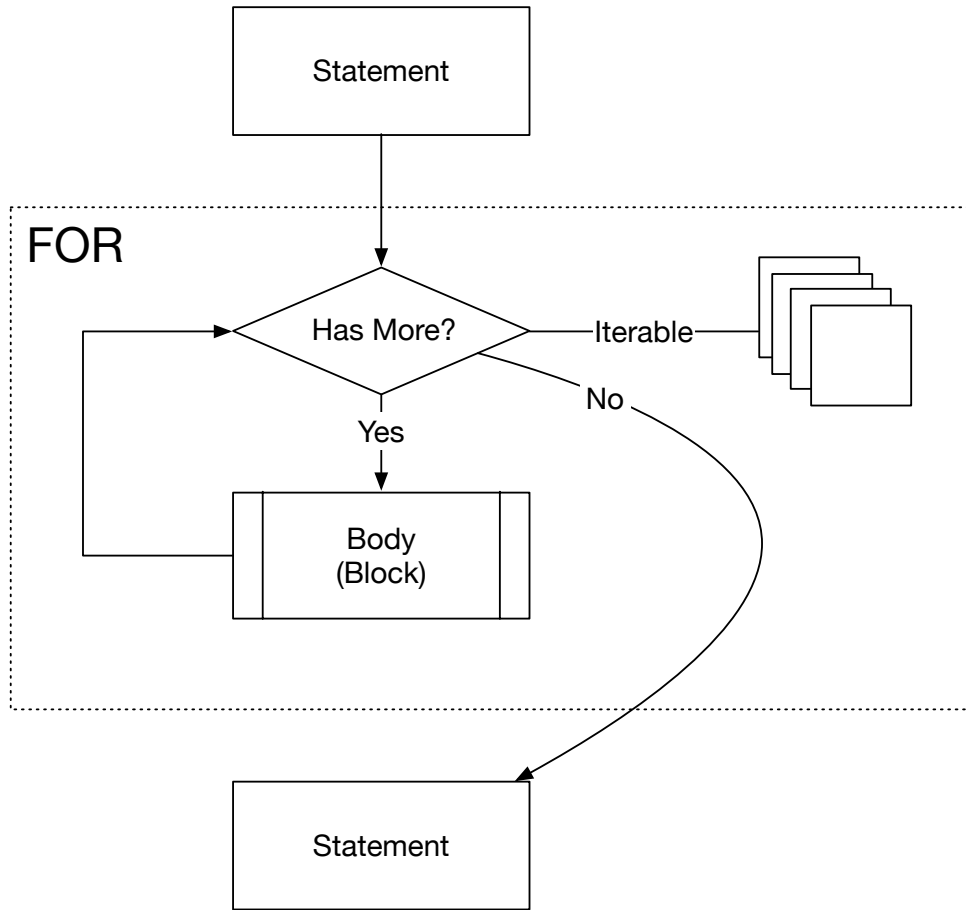 Statement
FOR
Has More?
Iterable
No
Yes
Body
(Block)
Statement